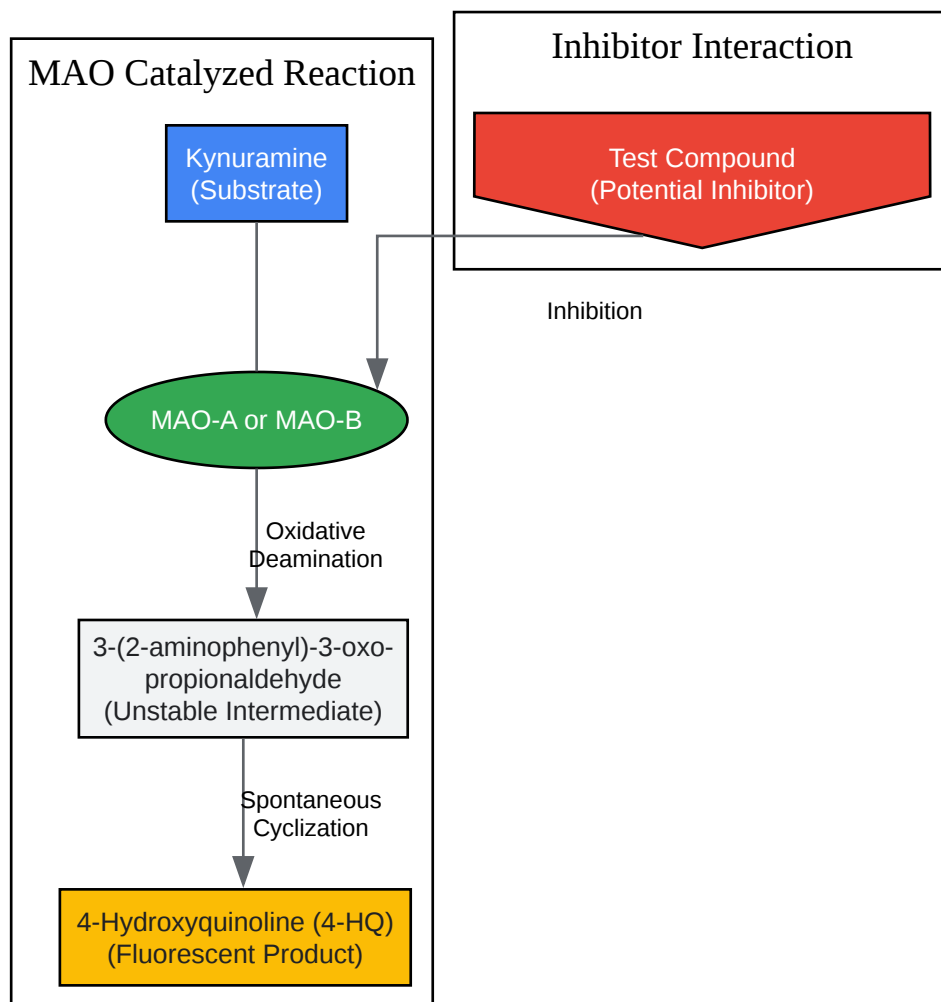 MAO Catalyzed Reaction
Kynuramine
(Substrate)
Inhibitor Interaction
Test Compound
(Potential Inhibitor)
Inhibition
MAO-A or MAO-B
Oxidative
Deamination
3-(2-aminophenyl)-3-oxo-
propionaldehyde
(Unstable Intermediate)
Spontaneous
Cyclization
4-Hydroxyquinoline (4-HQ)
(Fluorescent Product)